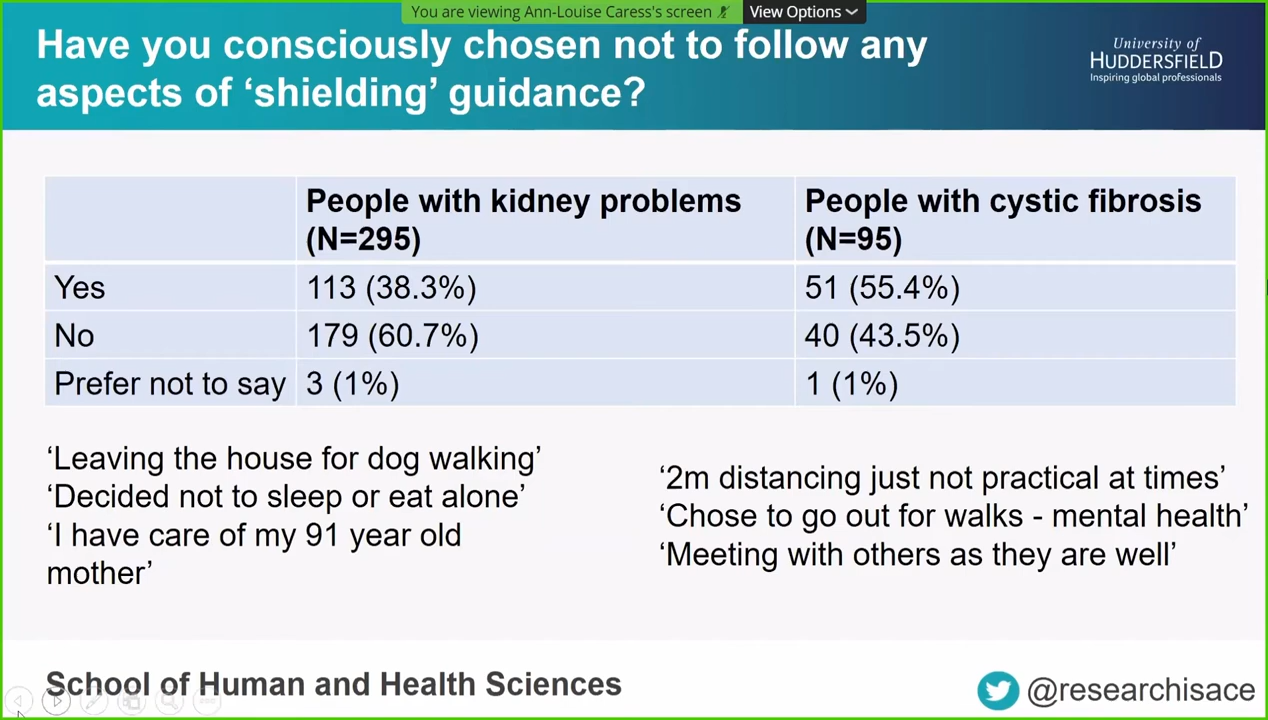 You are viewing Ann-Louise Caress's screen
View Options
Have you consciously chosen not to follow any
aspects of ‘shielding’ guidance?
University of
HUDDERSFIELD
Inspiring global professionals
People with kidney problems
(N=295)
People with cystic fibrosis
(N=95)
Yes
113 (38.3%)
51 (55.4%)
No
179 (60.7%)
40 (43.5%)
Prefer not to say
3 (1%)
1 (1%)
‘Leaving the house for dog walking’
‘Decided not to sleep or eat alone’
‘I have care of my 91 year old
mother’
‘2m distancing just not practical at times’
‘Chose to go out for walks - mental health’
‘Meeting with others as they are well’
School of Human and Health Sciences
@researchisace